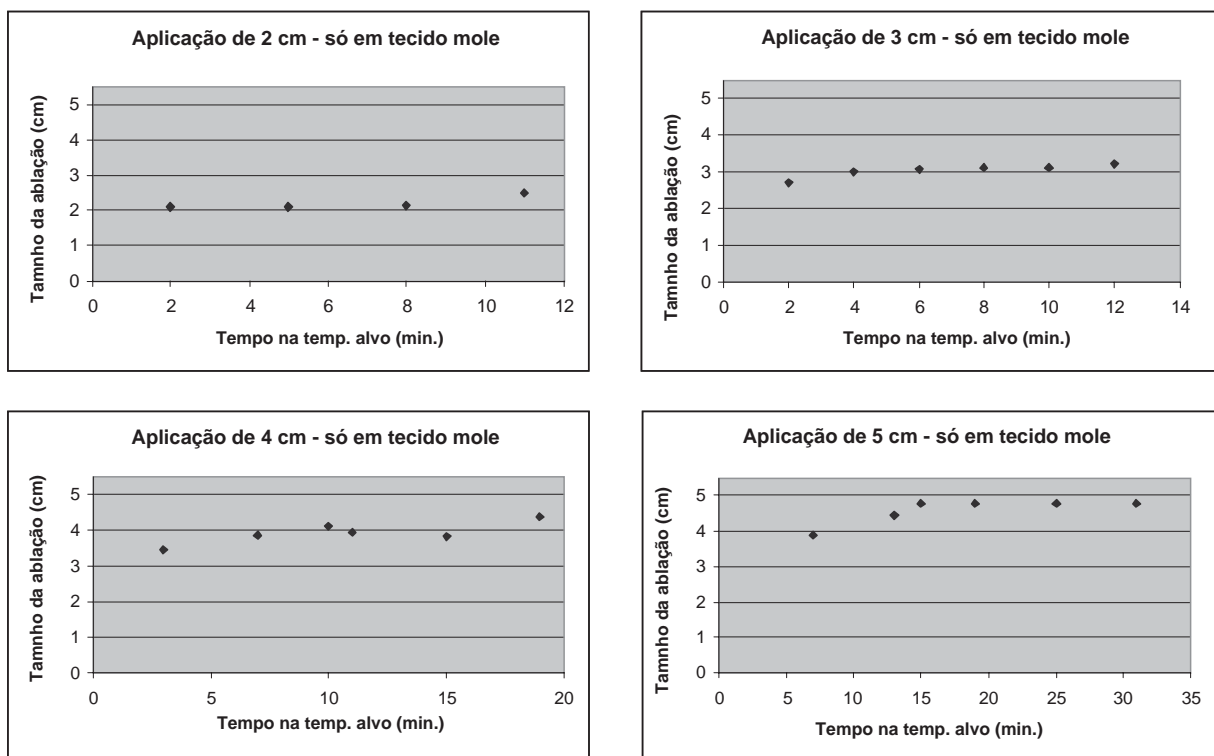 Aplicação de 2 cm - só em tecido mole
Tamnho da ablação (cm)
5
4
3
2
1
0
0 2 4 6 8 10 12
Tempo na temp. alvo (min.)
Aplicação de 3 cm - só em tecido mole
Tamnho da ablação (cm)
5
4
3
2
1
0
0 2 4 6 8 10 12 14
Tempo na temp. alvo (min.)
Aplicação de 4 cm - só em tecido mole
Tamnho da ablação (cm)
5
4
3
2
1
0
0 5 10 15 20
Tempo na temp. alvo (min.)
Aplicação de 5 cm - só em tecido mole
Tamnho da ablação (cm)
5
4
3
2
1
0
0 5 10 15 20 25 30 35
Tempo na temp. alvo (min.)